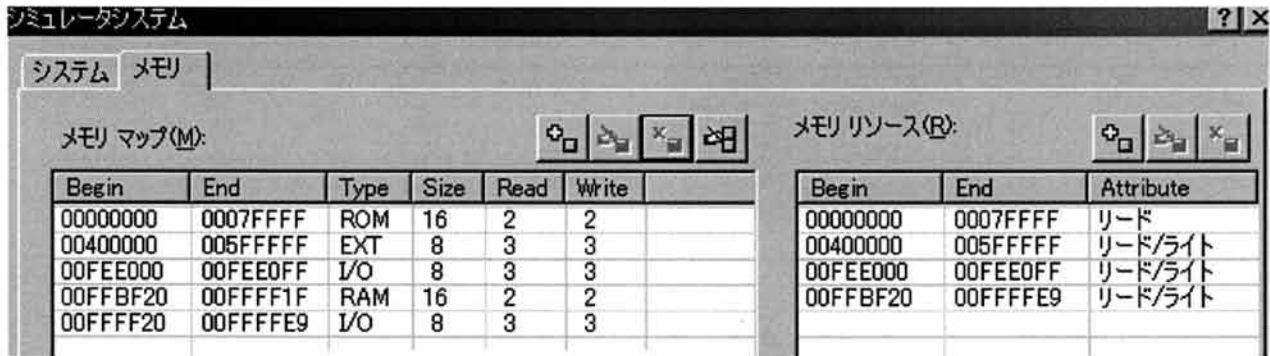 シミュレータシステム
システム メモリ
メモリ マップ(M):
Begin End Type Size Read Write
00000000 0007FFFF ROM 16 2 2
00400000 005FFFFF EXT 8 3 3
00FEE000 00FEE0FF I/O 8 3 3
00FFBF20 00FFFF1F RAM 16 2 2
00FFFF20 00FFFFE9 I/O 8 3 3
メモリ リソース(R):
Begin End Attribute
00000000 0007FFFF リード
00400000 005FFFFF リード/ライト
00FEE000 00FEE0FF リード/ライト
00FFBF20 00FFFFE9 リード/ライト